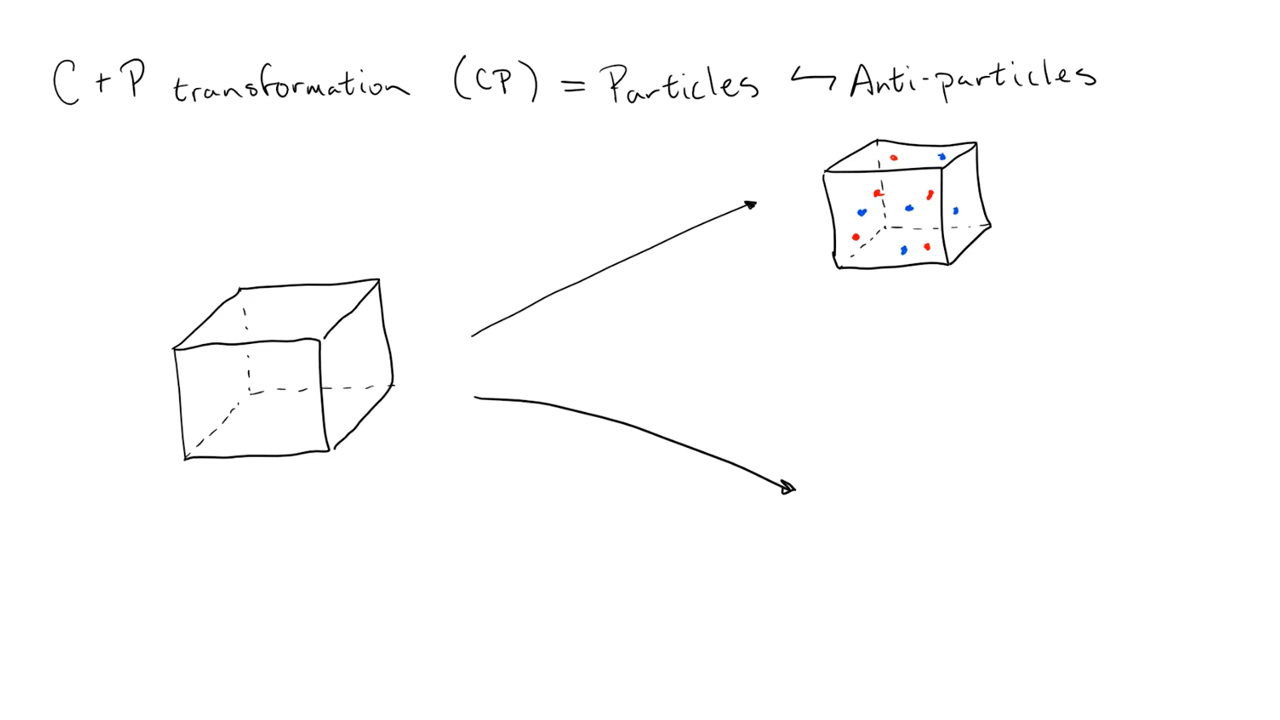 C + P transformation (CP) = Particles ↪ Anti-particles